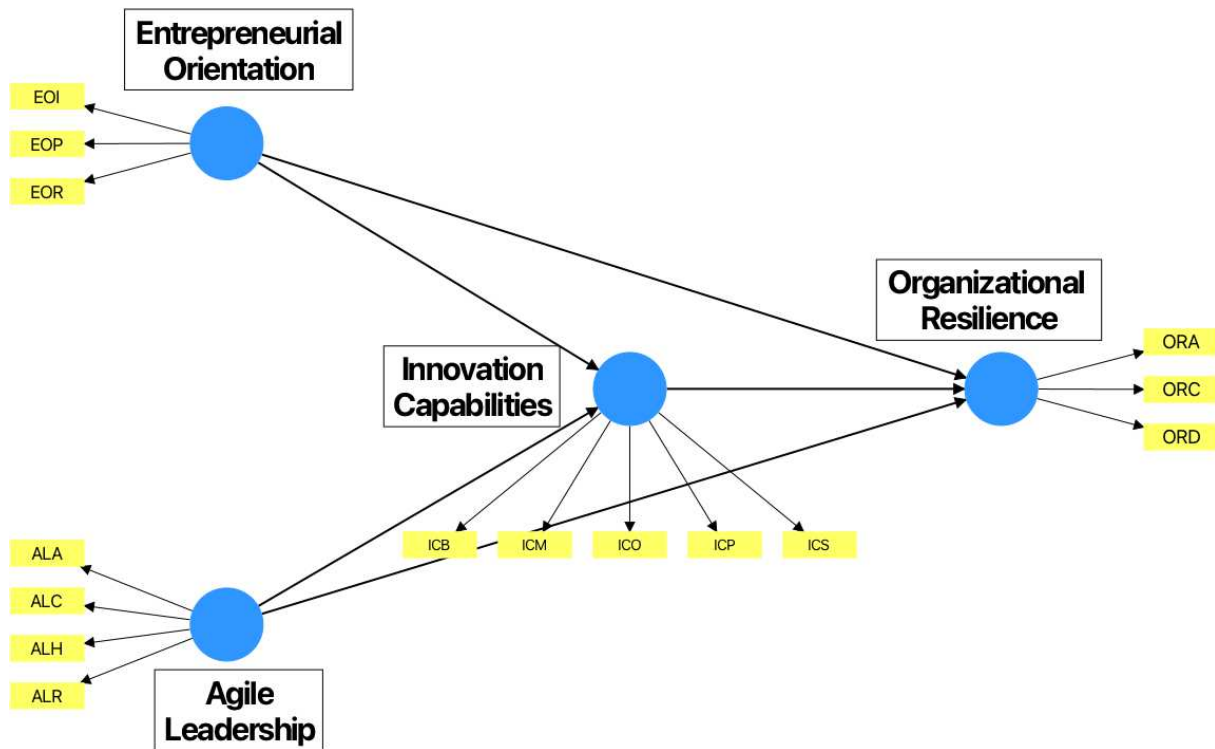 Entrepreneurial
Orientation
EOI
EOP
EOR
Organizational
Resilience
ORA
ORC
ORD
Innovation
Capabilities
ICB
ICM
ICO
ICP
ICS
ALA
ALC
ALH
ALR
Agile
Leadership